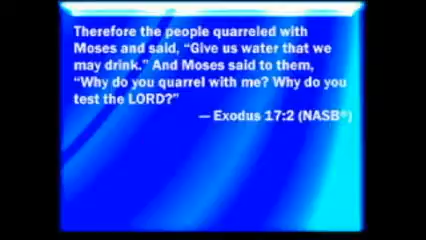 Therefore the people quarreled with
Moses and said, “Give us water that we
may drink.” And Moses said to them,
“Why do you quarrel with me? Why do you
test the LORD?”
— Exodus 17:2 (NASB®)